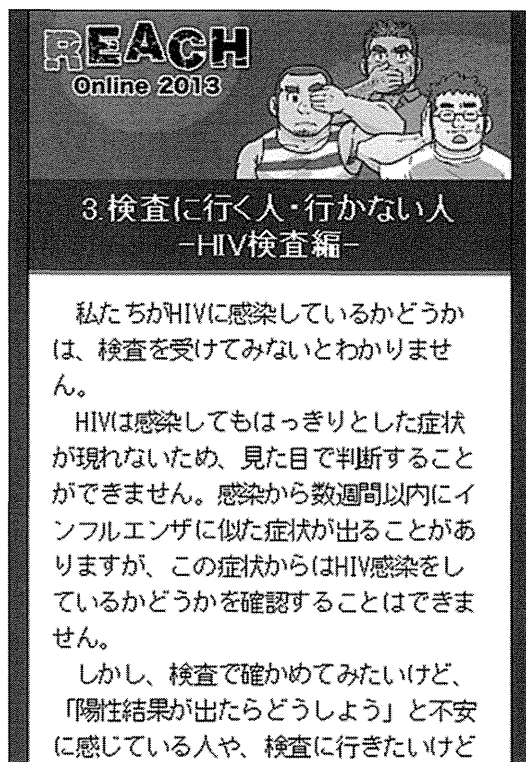 REACH
Online 2013
3.検査に行く人・行かない人
-HIV検査編-
私たちがHIVに感染しているかどうか
は、検査を受けてみないとわかりませ
ん。
HIVは感染してもはっきりとした症状
が現れないため、見た目で判断すること
ができません。感染から数週間以内にイ
ンフルエンザに似た症状が出ることがあ
りますが、この症状からはHIV感染をし
ているかどうかを確認することはできま
せん。
しかし、検査で確かめてみたいけど、
「陽性結果が出たらどうしよう」と不安
に感じている人や、検査に行きたいけど